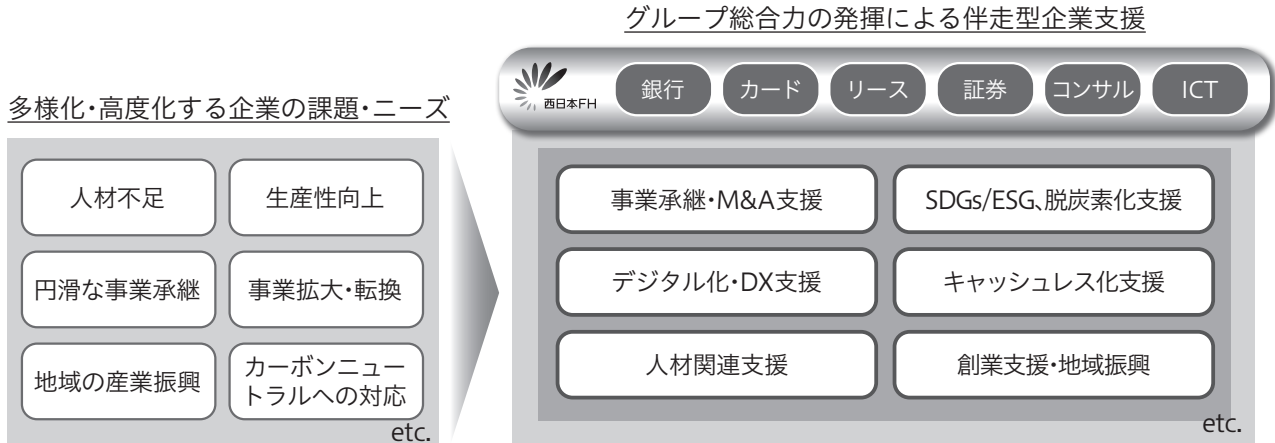 グループ総合力の発揮による伴走型企業支援
西日本FH
銀行
カード
リース
証券
コンサル
ICT
多様化・高度化する企業の課題・ニーズ
人材不足
生産性向上
円滑な事業承継
事業拡大・転換
地域の産業振興
カーボンニュー
トラルへの対応
etc.
事業承継・M&A支援
SDGs/ESG、脱炭素化支援
デジタル化・DX支援
キャッシュレス化支援
人材関連支援
創業支援・地域振興
etc.